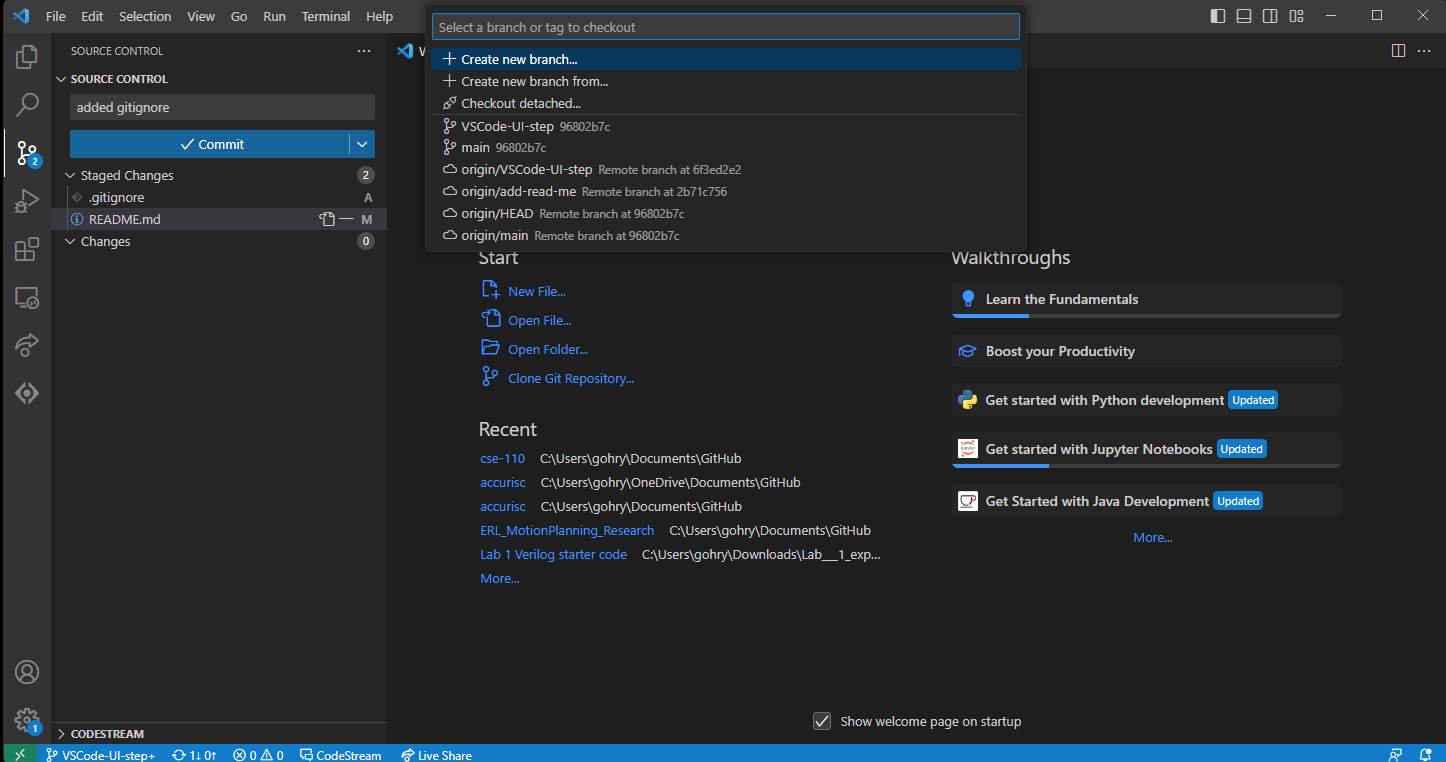 File Edit Selection View Go Run Terminal Help
Select a branch or tag to checkout
Create new branch...
Create new branch from...
Checkout detached...
VSCode-UI-step 96802b7c
main 96802b7c
origin/VSCode-UI-step Remote branch at 6f3ed2e2
origin/add-read-me Remote branch at 2b71c756
origin/HEAD Remote branch at 96802b7c
origin/main Remote branch at 96802b7c
SOURCE CONTROL
SOURCE CONTROL
added gitignore
Commit
Staged Changes 2
.gitignore A
README.md M
Changes 0
2
1
CODESTREAM
Start
New File...
Open File...
Open Folder...
Clone Git Repository...
Recent
cse-110 C:\Users\gohry\Documents\GitHub
accurisc C:\Users\gohry\OneDrive\Documents\GitHub
accurisc C:\Users\gohry\Documents\GitHub
ERL_MotionPlanning_Research C:\Users\gohry\Documents\GitHub
Lab 1 Verilog starter code C:\Users\gohry\Downloads\Lab___1_exp...
More...
Walkthroughs
Learn the Fundamentals
Boost your Productivity
Get started with Python development Updated
Get started with Jupyter Notebooks Updated
Get Started with Java Development Updated
More...
Show welcome page on startup
VSCode-UI-step+ 1↓ 0↑ 0 0 CodeStream Live Share